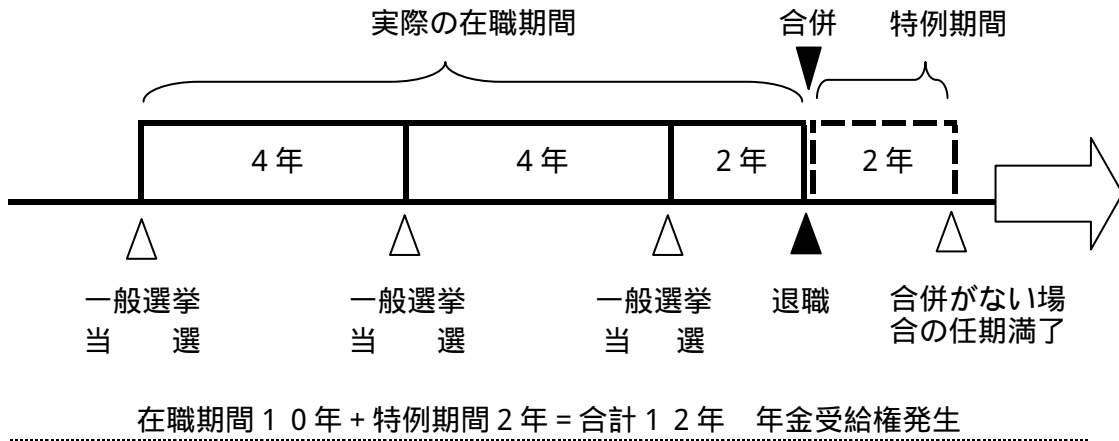 実際の在職期間 合併 特例期間
4年 4年 2年 2年
一般選挙 一般選挙 一般選挙 退職 合併がない場
当　　選 当　　選 当　　選 合の任期満了
在職期間１０年+特例期間２年=合計１２年　年金受給権発生